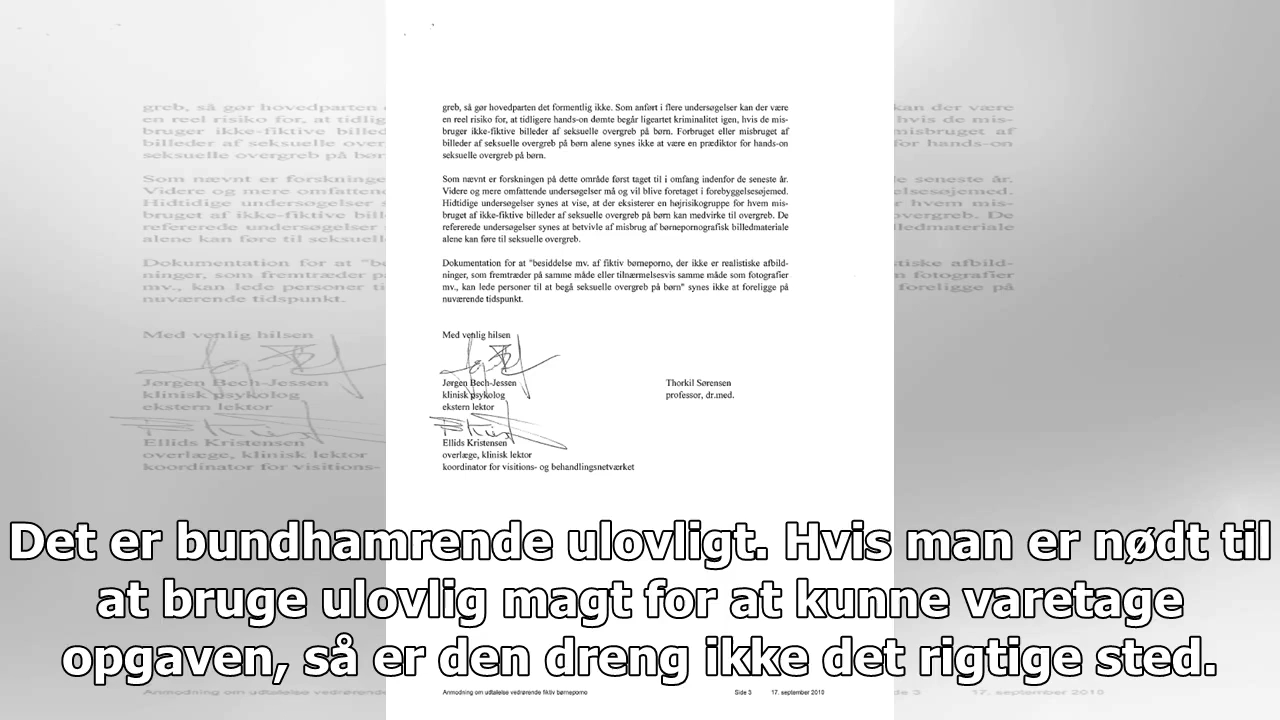 greb, så gør hovedparten det formentlig ikke. Som anført i flere undersøgelser kan der være
en reel risiko for, at tidligere hands-on dømte begår ligeartet kriminalitet igen, hvis de mis-
bruger ikke-fiktive billeder af seksuelle overgreb på børn. Forbruget eller misbruget af
billeder af seksuelle overgreb på børn alene synes ikke at være en prædiktor for hands-on
seksuelle overgreb på børn.
Som nævnt er forskningen på dette område først taget til i omfang indenfor de seneste år.
Videre og mere omfattende undersøgelser må og vil blive foretaget i forebyggelsesøjemed.
Hidtidige undersøgelser synes at vise, at der eksisterer en højrisikogruppe for hvem mis-
bruget af ikke-fiktive billeder af seksuelle overgreb på børn kan medvirke til overgreb. De
refererede undersøgelser synes at betvivle af misbrug af børnepornografisk billedmateriale
alene kan føre til seksuelle overgreb.
Dokumentation for at "besiddelse mv. af fiktiv børneporno, der ikke er realistiske afbild-
ninger, som fremtræder på samme måde eller tilnærmelsesvis samme måde som fotografier
mv., kan lede personer til at begå seksuelle overgreb på børn" synes ikke at foreligge på
nuværende tidspunkt.
Med venlig hilsen
Jørgen Bech-Jessen
klinisk psykolog
ekstern lektor
Thorkil Sørensen
professor, dr.med.
Ellids Kristensen
overlæge, klinisk lektor
koordinator for visitions- og behandlingsnetværket
Det er bundhamrende ulovligt. Hvis man er nødt til
at bruge ulovlig magt for at kunne varetage
opgaven, så er den dreng ikke det rigtige sted.
Anmodning om udtalelse vedrørende fiktiv børneporno
Side 3
17. september 2010